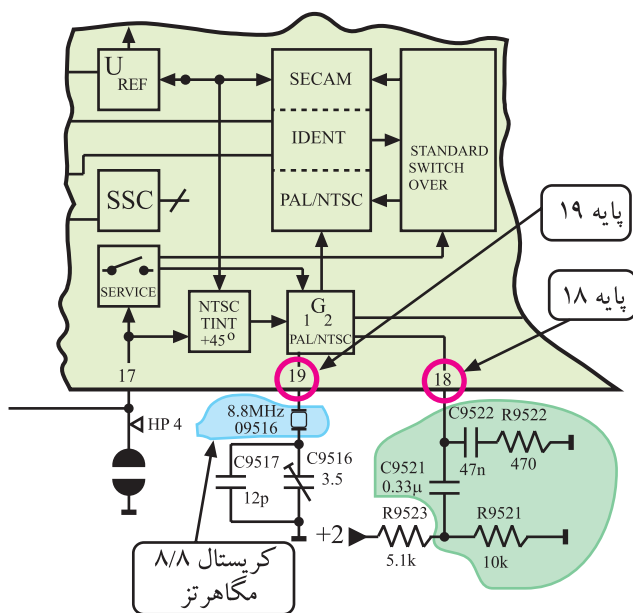 U REF
SECAM
IDENT
PAL/NTSC
STANDARD
SWITCH
OVER
SSC
SERVICE
NTSC
TINT
+45°
G
1 2
PAL/NTSC
پایه ۱۹
پایه ۱۸
17
19
18
HP 4
8.8MHz
09516
C9517
12p
C9516
3.5
C9522
47n
R9522
470
C9521
0.33µ
+2
R9523
5.1k
R9521
10k
کریستال ۸/۸
مگاهرتز